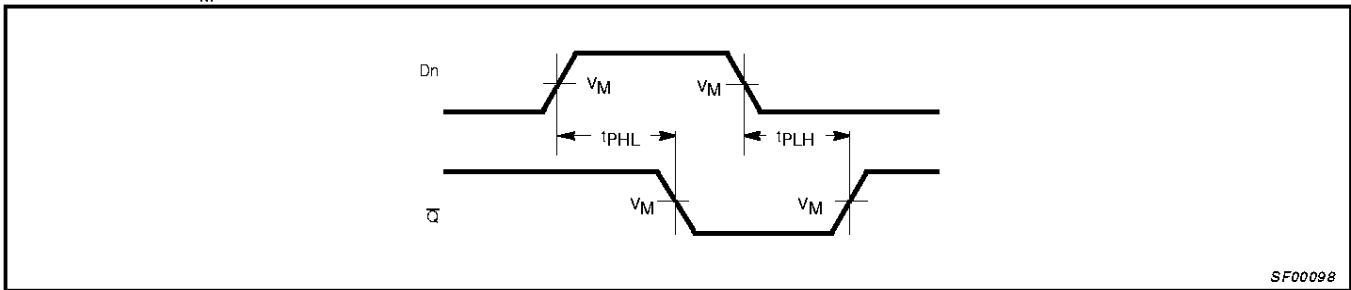 Dn
VM VM
tPHL tPLH
Q̅
VM VM
SF00098